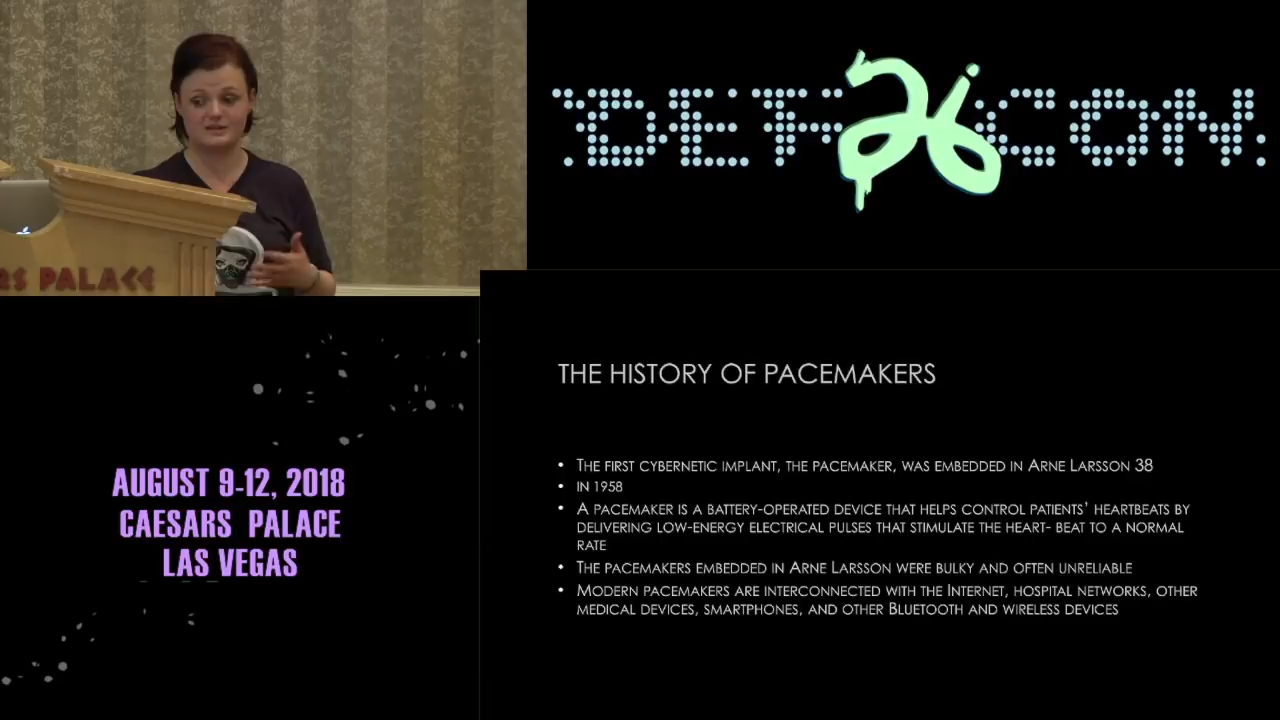 DEF 26 CON
RS PALACE
THE HISTORY OF PACEMAKERS
• THE FIRST CYBERNETIC IMPLANT, THE PACEMAKER, WAS EMBEDDED IN ARNE LARSSON 38
• IN 1958
• A PACEMAKER IS A BATTERY-OPERATED DEVICE THAT HELPS CONTROL PATIENTS' HEARTBEATS BY
DELIVERING LOW-ENERGY ELECTRICAL PULSES THAT STIMULATE THE HEART- BEAT TO A NORMAL
RATE
• THE PACEMAKERS EMBEDDED IN ARNE LARSSON WERE BULKY AND OFTEN UNRELIABLE
• MODERN PACEMAKERS ARE INTERCONNECTED WITH THE INTERNET, HOSPITAL NETWORKS, OTHER
MEDICAL DEVICES, SMARTPHONES, AND OTHER BLUETOOTH AND WIRELESS DEVICES
AUGUST 9-12, 2018
CAESARS PALACE
LAS VEGAS